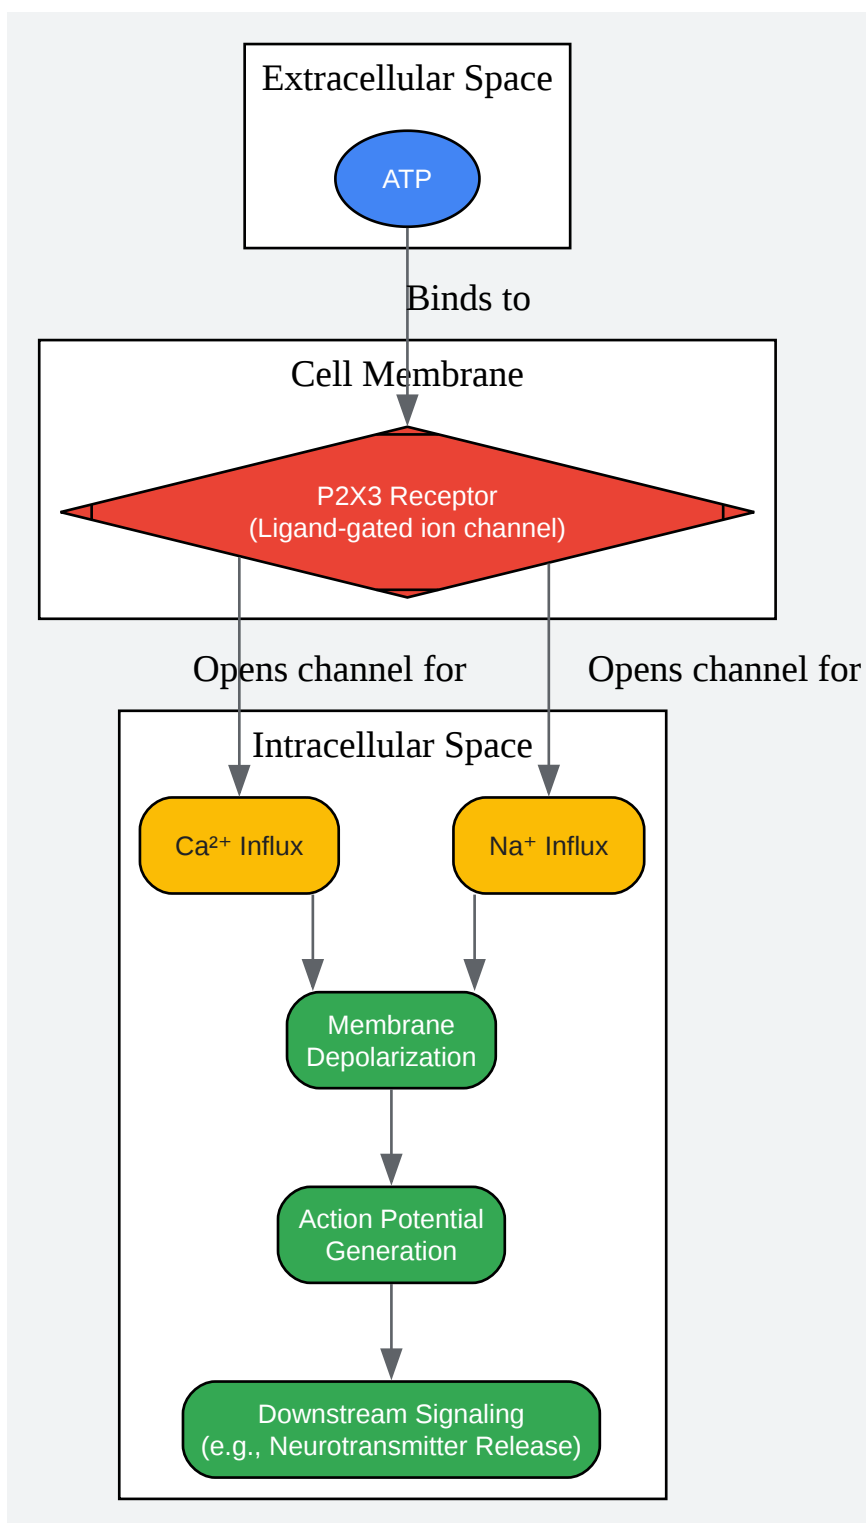 Extracellular Space
ATP
Binds to
Cell Membrane
P2X3 Receptor
(Ligand-gated ion channel)
Opens channel for
Opens channel for
Intracellular Space
Ca²⁺ Influx
Na⁺ Influx
Membrane
Depolarization
Action Potential
Generation
Downstream Signaling
(e.g., Neurotransmitter Release)